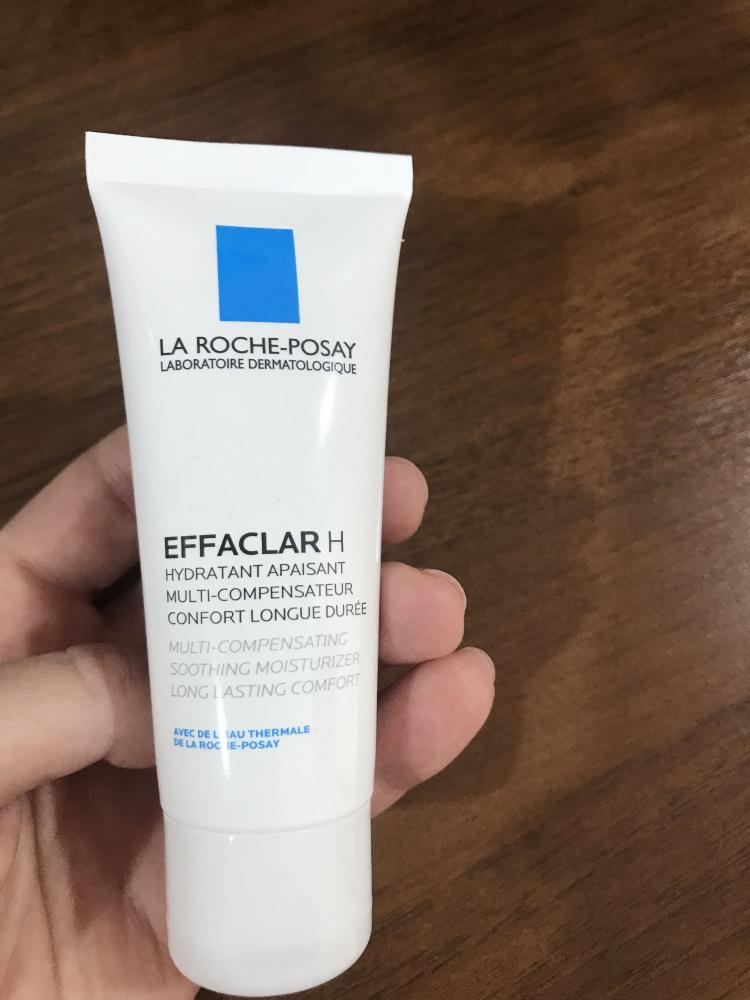 LA ROCHE-POSAY
LABORATOIRE DERMATOLOGIQUE
EFFACLAR H
HYDRATANT APAISANT
MULTI-COMPENSATEUR
CONFORT LONGUE DURÉE
MULTI-COMPENSATING
SOOTHING MOISTURIZER
LONG LASTING COMFORT
AVEC DE L'EAU THERMALE
DE LA ROCHE-POSAY